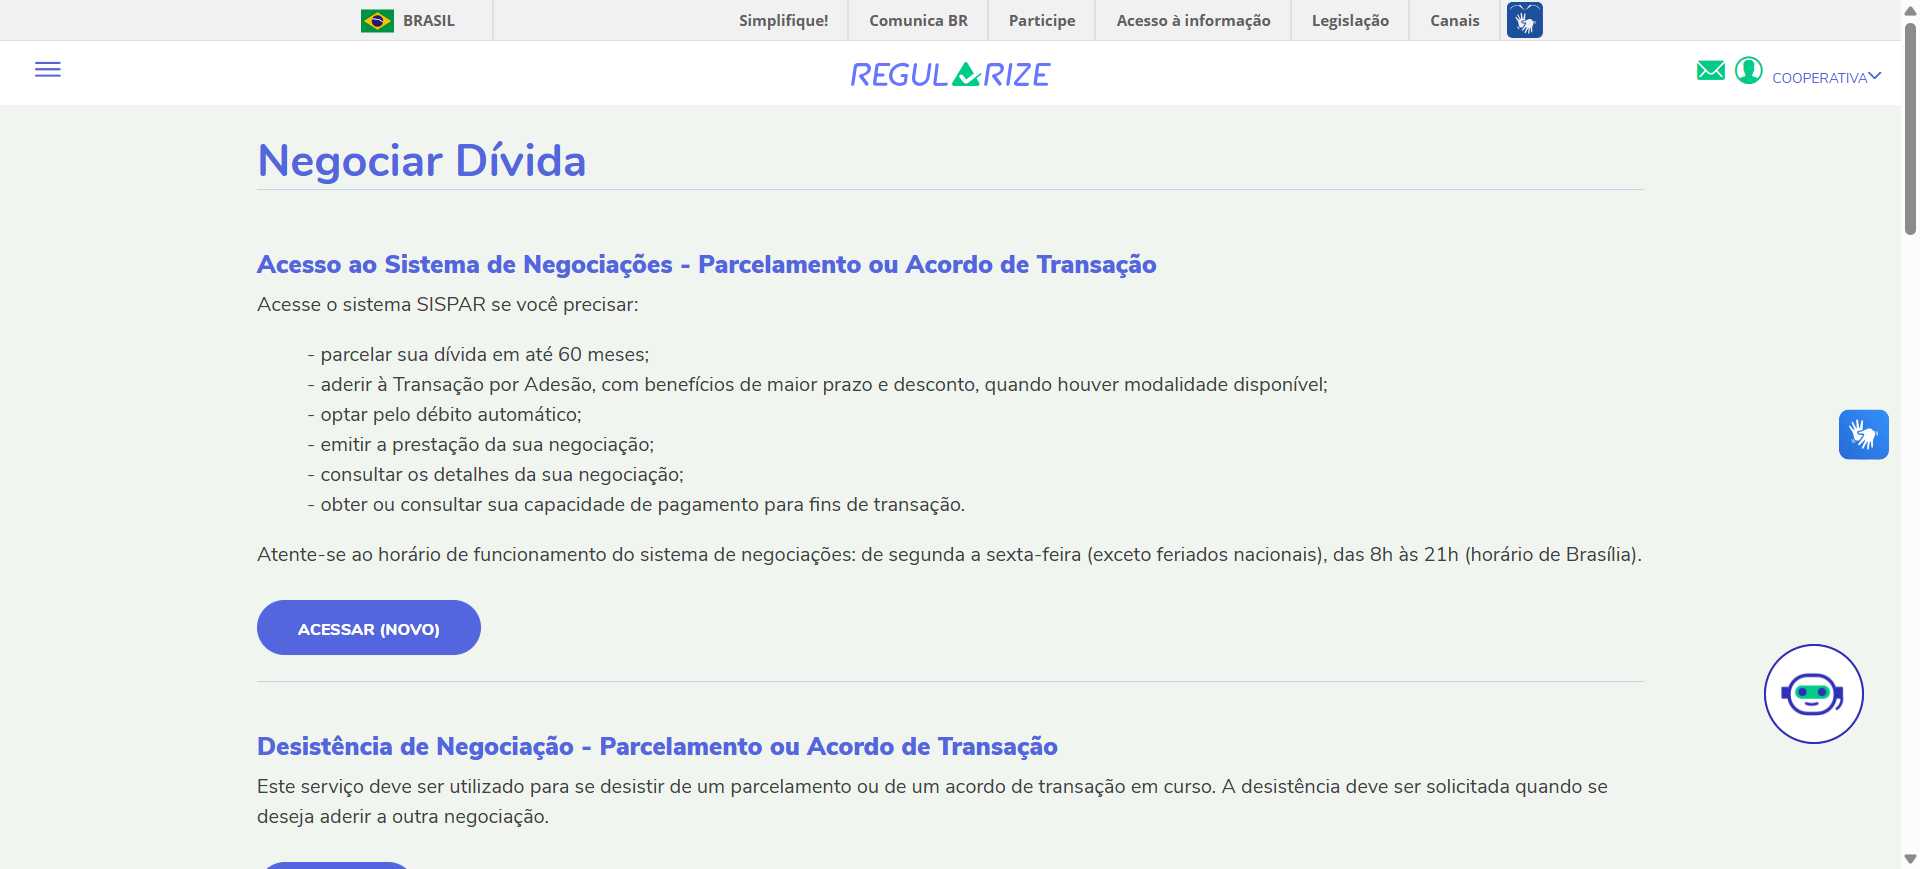 BRASIL
Simplifique!
Comunica BR
Participe
Acesso à informação
Legislação
Canais
REGULARIZE
COOPERATIVA
Negociar Dívida
Acesso ao Sistema de Negociações - Parcelamento ou Acordo de Transação
Acesse o sistema SISPAR se você precisar:
- parcelar sua dívida em até 60 meses;
- aderir à Transação por Adesão, com benefícios de maior prazo e desconto, quando houver modalidade disponível;
- optar pelo débito automático;
- emitir a prestação da sua negociação;
- consultar os detalhes da sua negociação;
- obter ou consultar sua capacidade de pagamento para fins de transação.
Atente-se ao horário de funcionamento do sistema de negociações: de segunda a sexta-feira (exceto feriados nacionais), das 8h às 21h (horário de Brasília).
ACESSAR (NOVO)
Desistência de Negociação - Parcelamento ou Acordo de Transação
Este serviço deve ser utilizado para se desistir de um parcelamento ou de um acordo de transação em curso. A desistência deve ser solicitada quando se
deseja aderir a outra negociação.